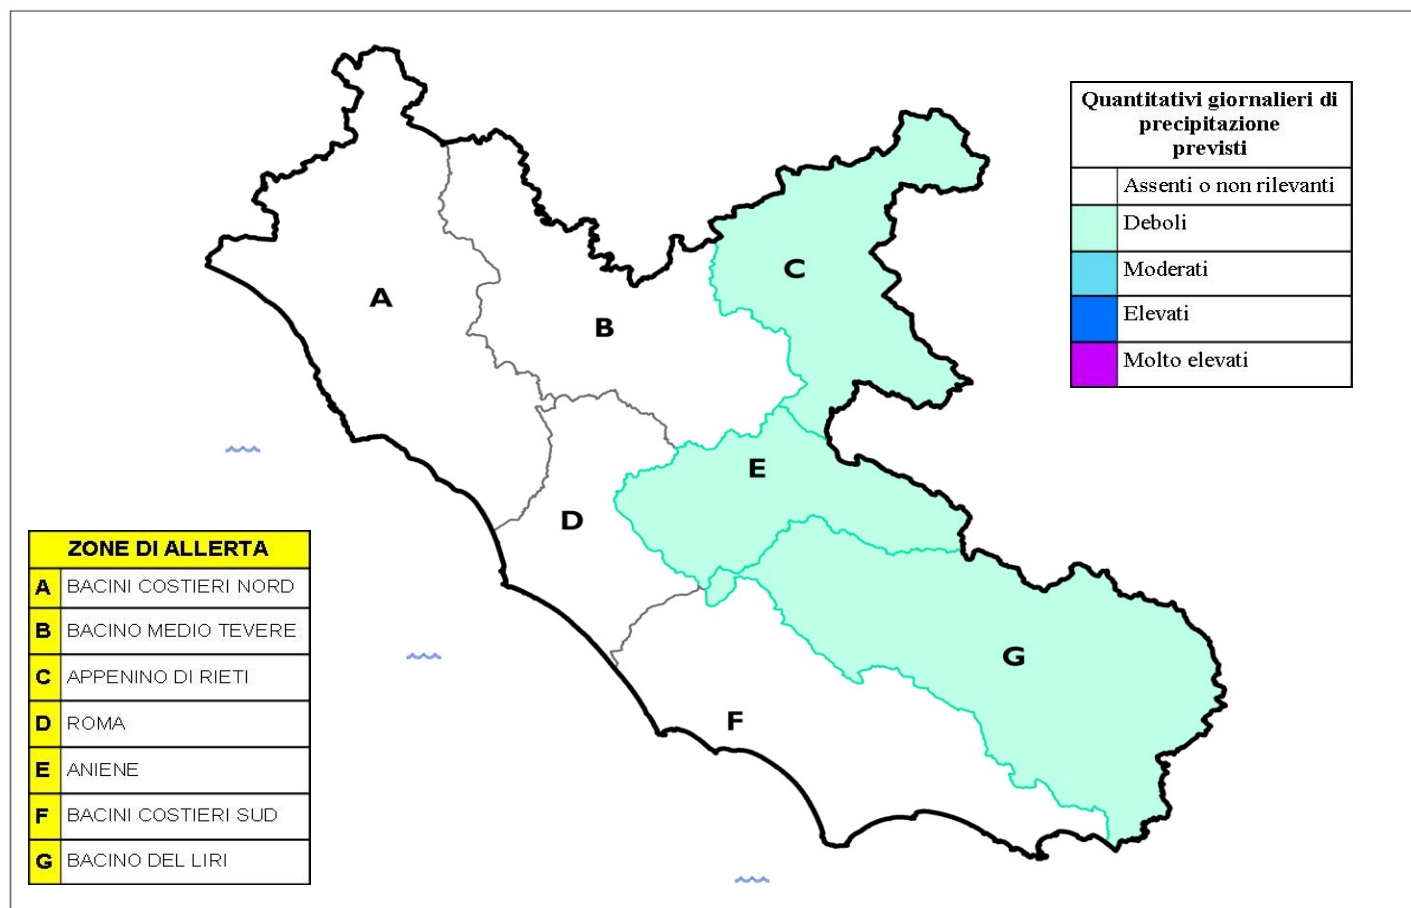 Quantitativi giornalieri di
precipitazione
previsti
Assenti o non rilevanti
Deboli
Moderati
Elevati
Molto elevati
A
B
C
E
D
G
F
ZONE DI ALLERTA
A BACINI COSTIERI NORD
B BACINO MEDIO TEVERE
C APPENINO DI RIETI
D ROMA
E ANIENE
F BACINI COSTIERI SUD
G BACINO DEL LIRI